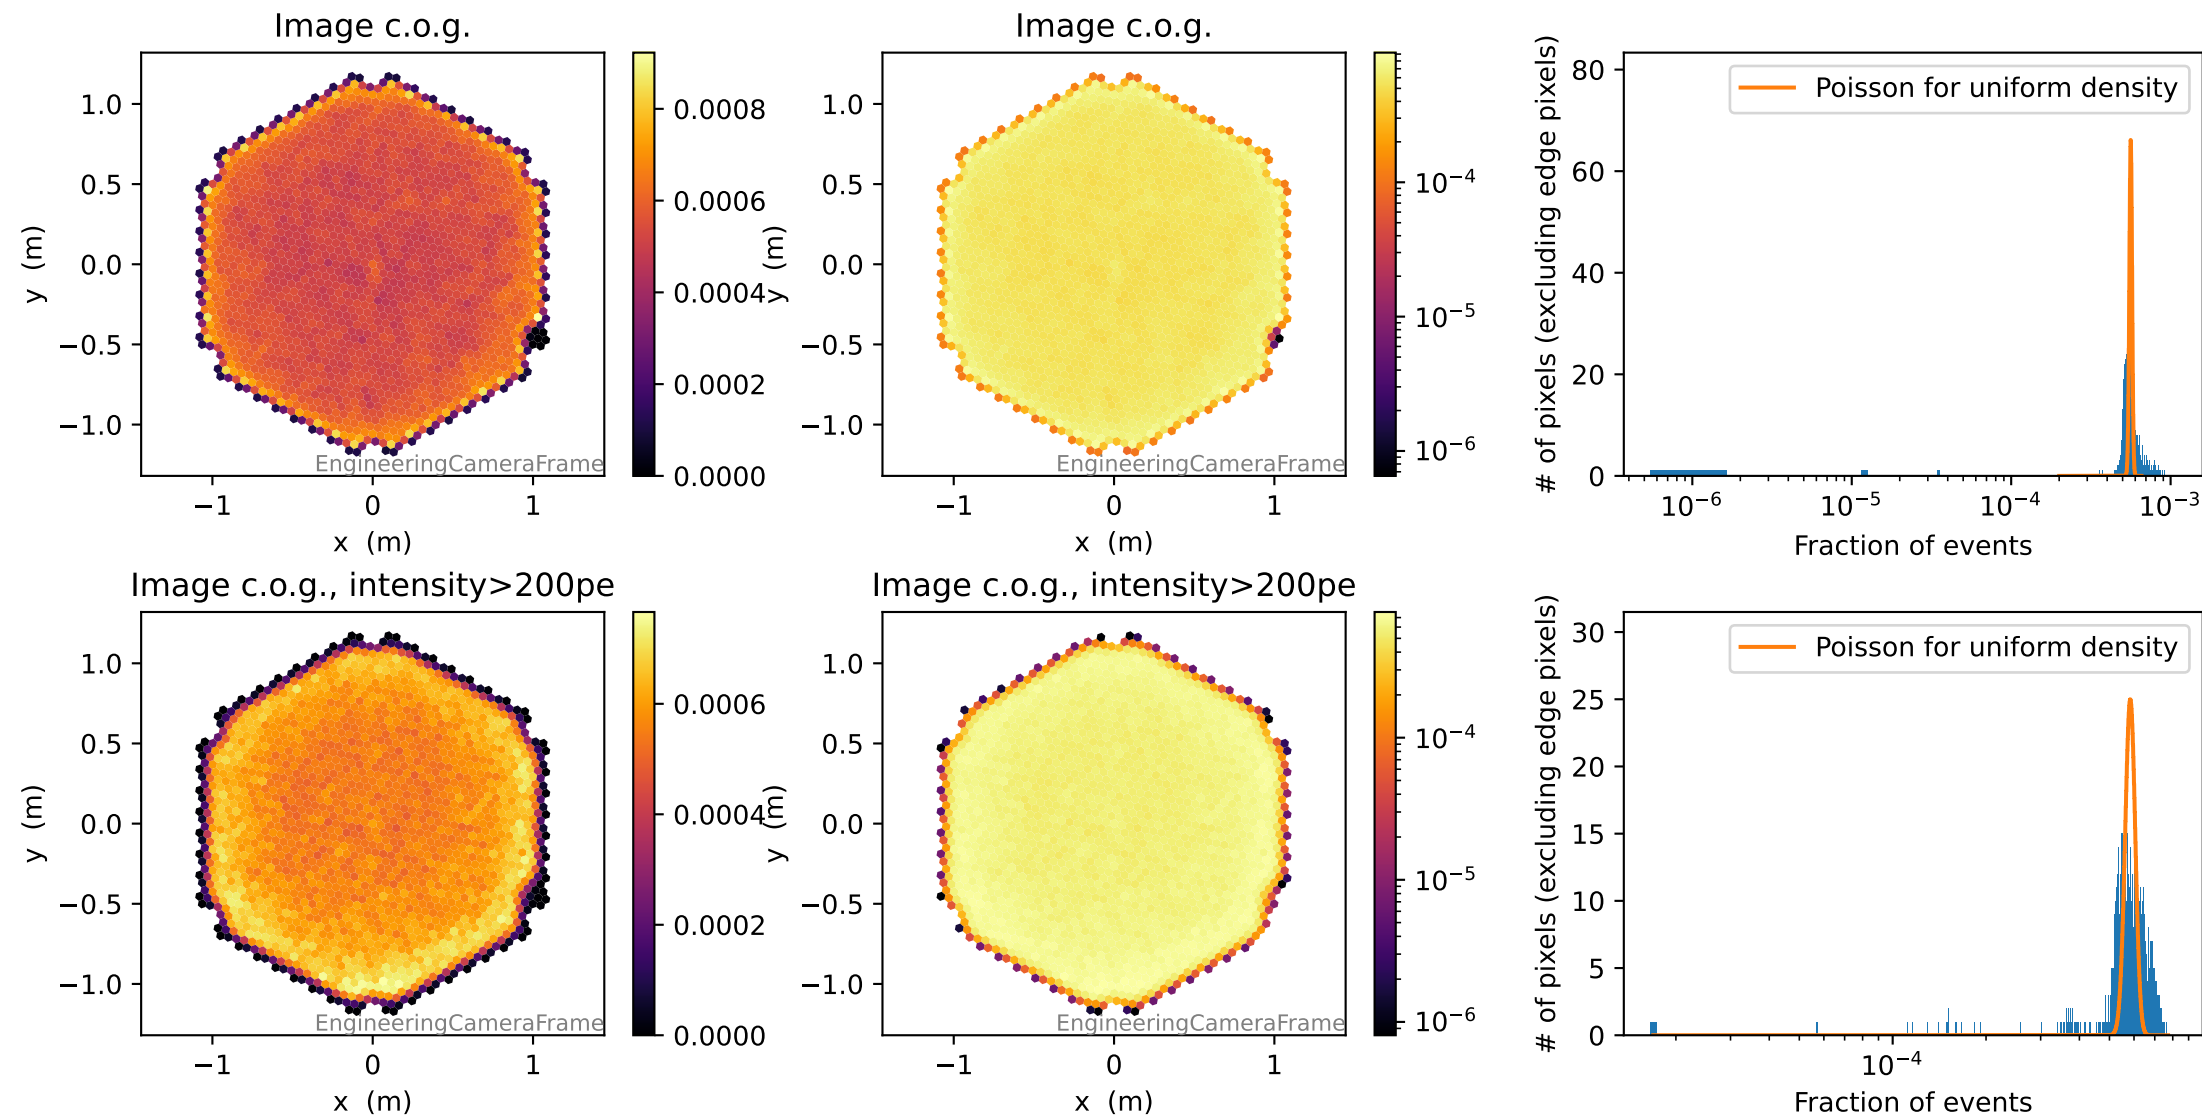 Image c.o.g.
y (m)
1.0
0.5
0.0
−0.5
−1.0
−1
0
1
x (m)
EngineeringCameraFrame
0.0008
0.0006
0.0004
0.0002
0.0000
Image c.o.g.
y (m)
1.0
0.5
0.0
−0.5
−1.0
−1
0
1
x (m)
EngineeringCameraFrame
10⁻⁴
10⁻⁵
10⁻⁶
# of pixels (excluding edge pixels)
80
60
40
20
0
Poisson for uniform density
10⁻⁶
10⁻⁵
10⁻⁴
10⁻³
Fraction of events
Image c.o.g., intensity>200pe
y (m)
1.0
0.5
0.0
−0.5
−1.0
−1
0
1
x (m)
EngineeringCameraFrame
0.0006
0.0004
0.0002
0.0000
Image c.o.g., intensity>200pe
y (m)
1.0
0.5
0.0
−0.5
−1.0
−1
0
1
x (m)
EngineeringCameraFrame
10⁻⁴
10⁻⁵
10⁻⁶
# of pixels (excluding edge pixels)
30
25
20
15
10
5
0
Poisson for uniform density
10⁻⁴
Fraction of events